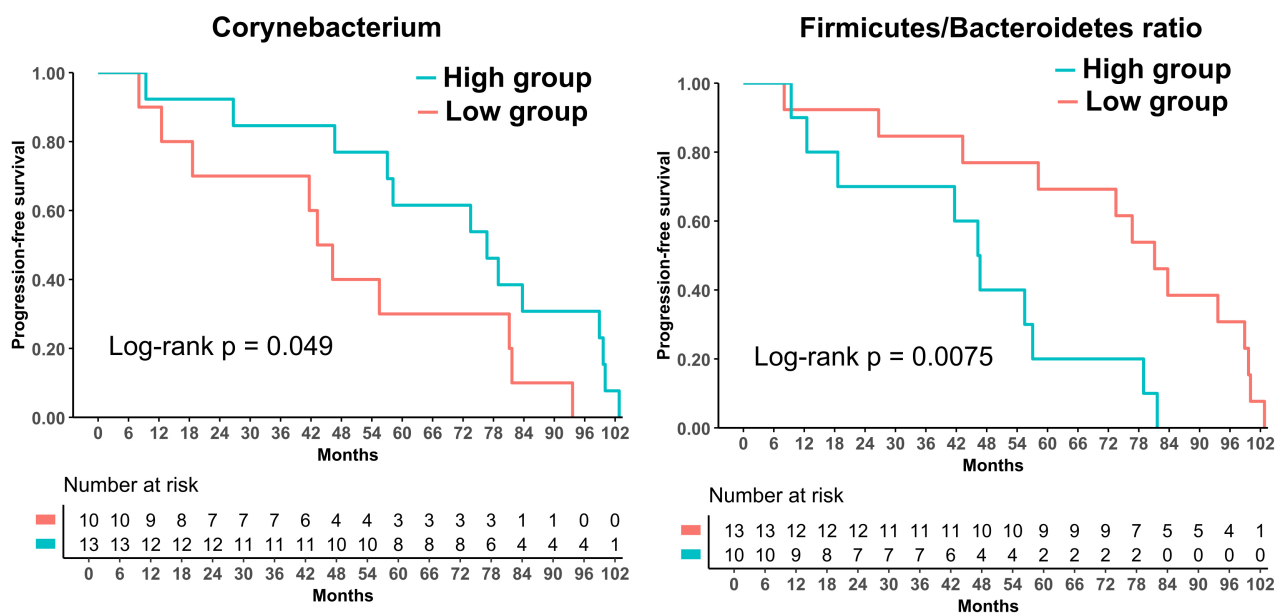 Corynebacterium
High group
Low group
Progression-free survival
1.00
0.80
0.60
0.40
0.20
0.00
Log-rank p = 0.049
0 6 12 18 24 30 36 42 48 54 60 66 72 78 84 90 96 102
Months
Number at risk
10 10 9 8 7 7 7 6 4 4 3 3 3 3 1 1 0 0
13 13 12 12 12 11 11 11 10 10 8 8 8 6 4 4 4 1
0 6 12 18 24 30 36 42 48 54 60 66 72 78 84 90 96 102
Months
Firmicutes/Bacteroidetes ratio
High group
Low group
Progression-free survival
1.00
0.80
0.60
0.40
0.20
0.00
Log-rank p = 0.0075
0 6 12 18 24 30 36 42 48 54 60 66 72 78 84 90 96 102
Months
Number at risk
13 13 12 12 12 11 11 11 10 10 9 9 9 7 5 5 4 1
10 10 9 8 7 7 7 6 4 4 2 2 2 2 0 0 0 0
0 6 12 18 24 30 36 42 48 54 60 66 72 78 84 90 96 102
Months